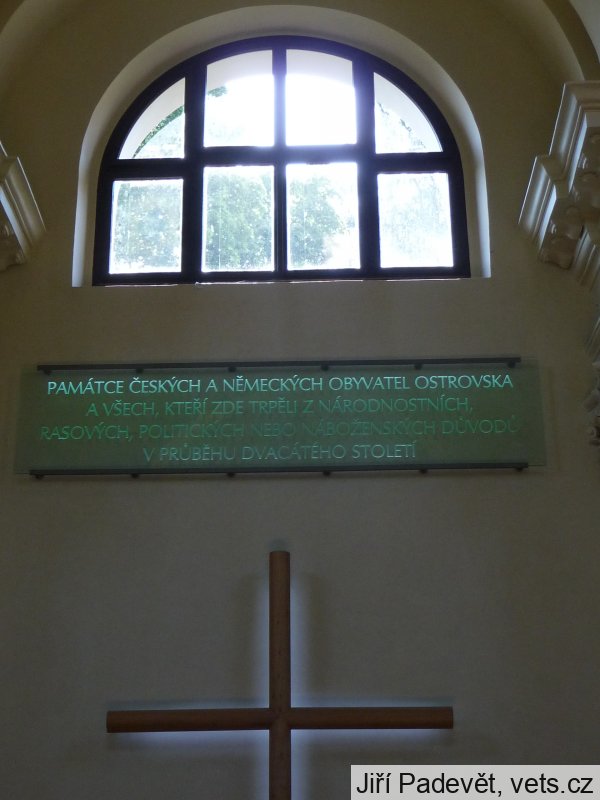 PAMÁTCE ČESKÝCH A NĚMECKÝCH OBYVATEL OSTROVSKA
A VŠECH, KTEŘÍ ZDE TRPĚLI Z NÁRODNOSTNÍCH,
RASOVÝCH, POLITICKÝCH NEBO NÁBOŽENSKÝCH DŮVODŮ
V PRŮBĚHU DVACÁTÉHO STOLETÍ
Jiří Padevět, vets.cz